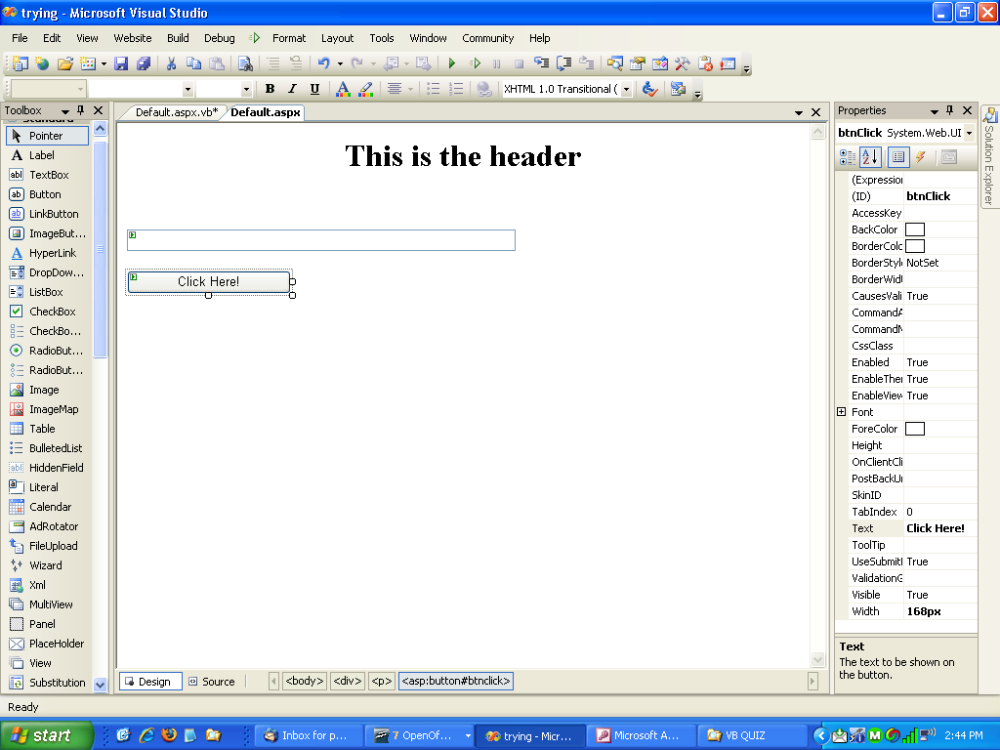 trying - Microsoft Visual Studio
File Edit View Website Build Debug Format Layout Tools Window Community Help
B I U A XHTML 1.0 Transitional (
Toolbox
Default.aspx.vb* Default.aspx
Properties
Standard
Pointer
Label
TextBox
Button
LinkButton
ImageBut...
HyperLink
DropDow...
ListBox
CheckBox
CheckBo...
RadioBut...
RadioBut...
Image
ImageMap
Table
BulletedList
HiddenField
Literal
Calendar
AdRotator
FileUpload
Wizard
Xml
MultiView
Panel
PlaceHolder
View
Substitution
This is the header
Click Here!
Design Source <body> <div> <p> <asp:button#btnclick>
btnClick System.Web.UI
(Expression
(ID) btnClick
AccessKey
BackColor
BorderColo
BorderStyle NotSet
BorderWid
CausesVali True
CommandA
CommandN
CssClass
Enabled True
EnableThe True
EnableView True
Font
ForeColor
Height
OnClientCli
PostBackU
SkinID
TabIndex 0
Text Click Here!
ToolTip
UseSubmit True
ValidationG
Visible True
Width 168px
Text
The text to be shown on
the button.
Solution Explorer
Ready
start
Inbox for p...
7 OpenOf...
trying - Micr...
Microsoft A...
VB QUIZ
2:44 PM